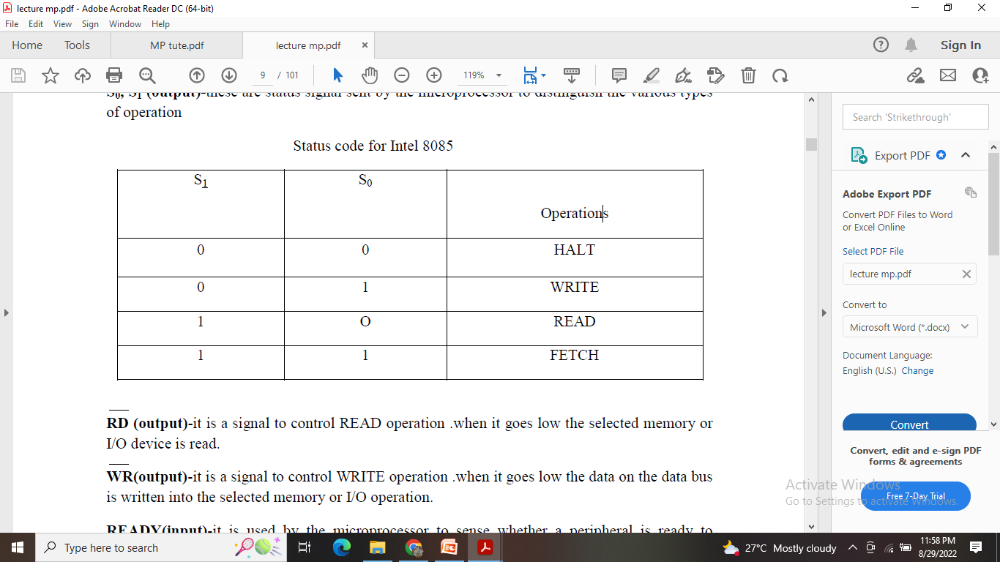 lecture mp.pdf - Adobe Acrobat Reader DC (64-bit)
File Edit View Sign Window Help
Home Tools MP tute.pdf lecture mp.pdf × Sign In
9 / 101 119%
S0, S1 (output)-these are status signal sent by the microprocessor to distinguish the various types
of operation
Status code for Intel 8085
S1 S0
Operations
0 0 HALT
0 1 WRITE
1 O READ
1 1 FETCH
RD (output)-it is a signal to control READ operation .when it goes low the selected memory or
I/O device is read.
WR(output)-it is a signal to control WRITE operation .when it goes low the data on the data bus
is written into the selected memory or I/O operation.
READY(input)-it is used by the microprocessor to sense whether a peripheral is ready to
Search 'Strikethrough'
Export PDF
Adobe Export PDF
Convert PDF Files to Word
or Excel Online
Select PDF File
lecture mp.pdf
Convert to
Microsoft Word (*.docx)
Document Language:
English (U.S.) Change
Convert
Convert, edit and e-sign PDF
forms & agreements
Free 7-Day Trial
Activate Windows
Go to Settings to activate Windows.
Type here to search
27°C Mostly cloudy
11:58 PM
8/29/2022